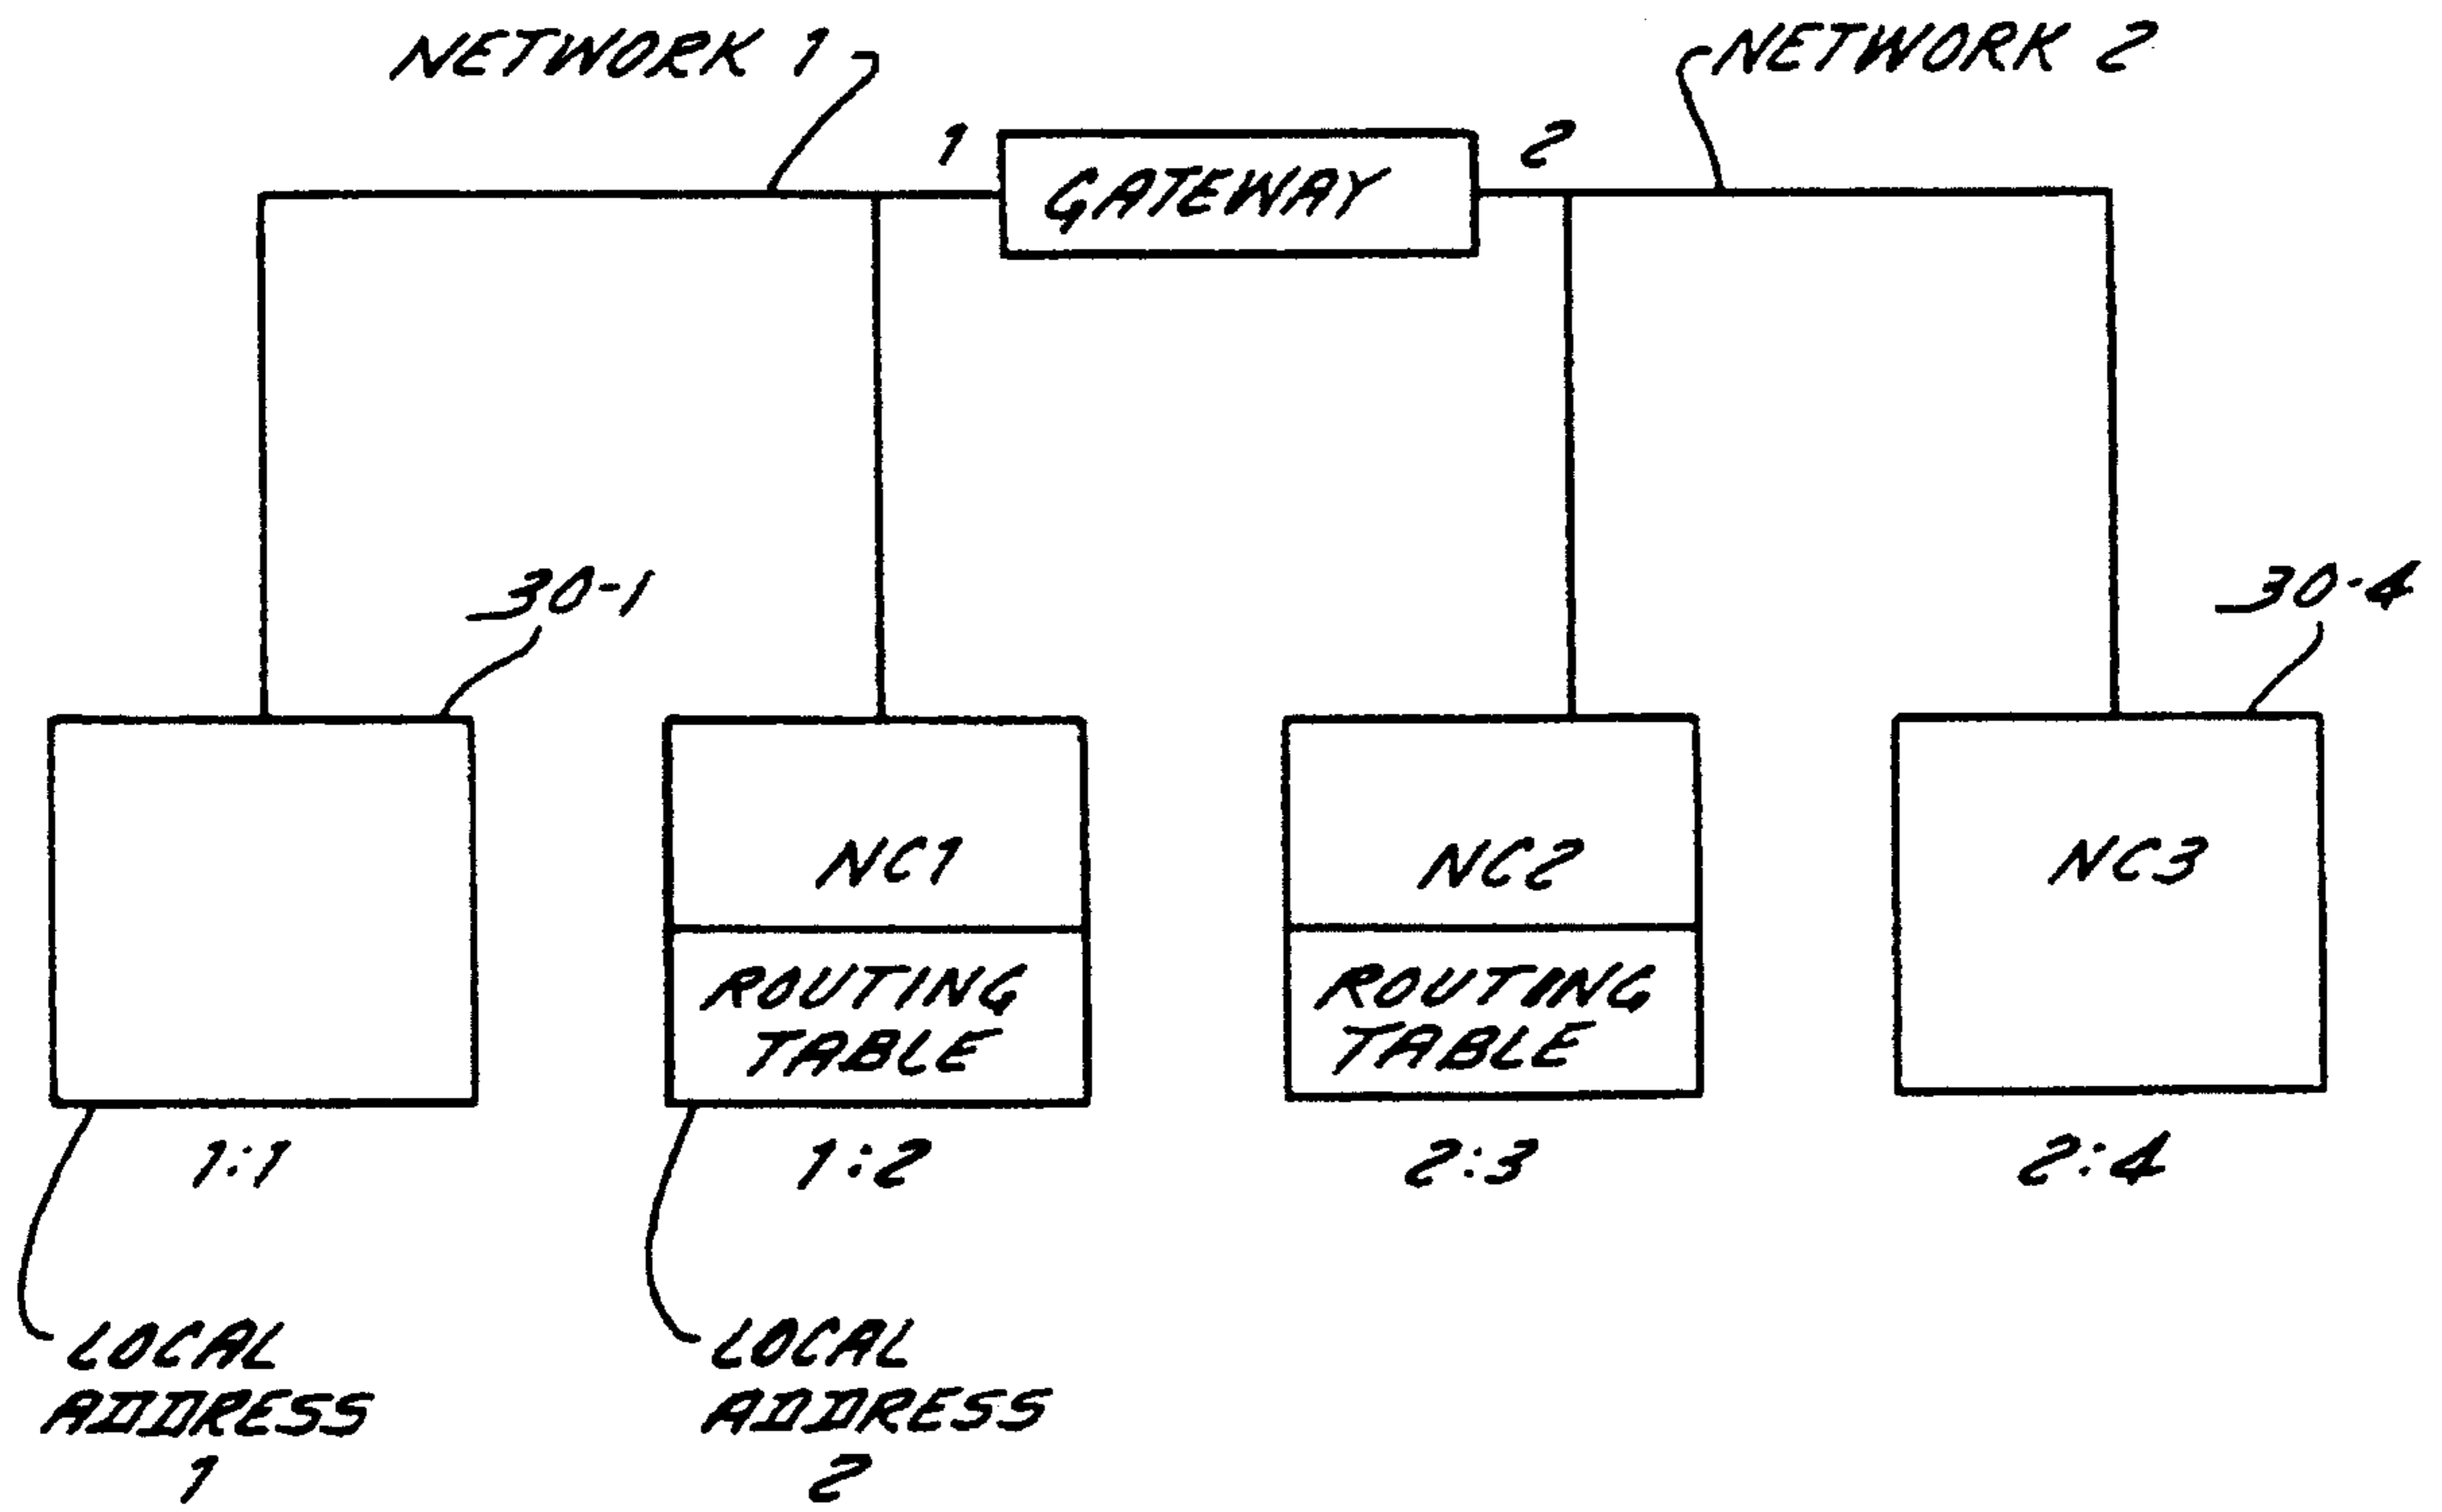 NETWORK 1
NETWORK 2
1
GATEWAY
2
30-1
30-4
NC1
NC2
NC3
ROUTING
TABLE
ROUTING
TABLE
1:1
1:2
2:3
2:4
LOCAL
ADDRESS
1
LOCAL
ADDRESS
2